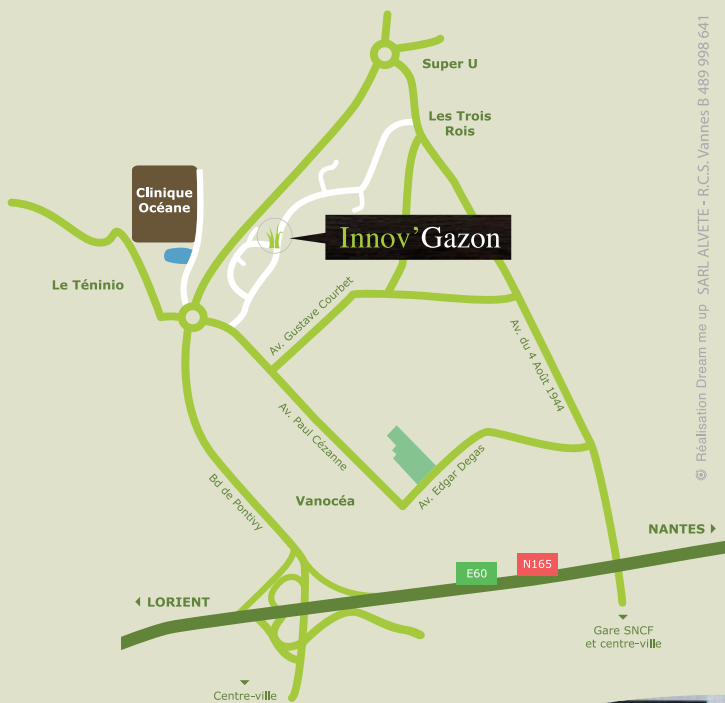 Super U
Les Trois
Rois
Clinique
Océane
Innov'Gazon
Le Téninio
Av. Gustave Courbet
Av. du 4 Août 1944
Av. Paul Cézanne
Av. Edgar Degas
Bd de Pontivy
Vanocéa
NANTES
N165
E60
LORIENT
Gare SNCF
et centre-ville
Centre-ville
© Réalisation Dream me up SARL ALVETE - R.C.S. Vannes B 489 998 641